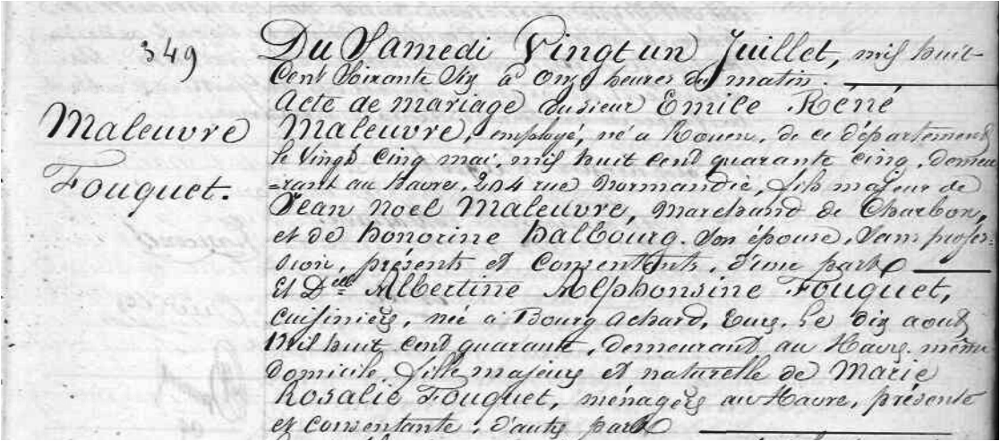 349
Maleuvre
Fouquet.
Du Samedi Vingt un Juillet, mil huit
Cent Soixante Six à Onze heures du matin.
Acte de mariage du sieur Emile Réné
Maleuvre, employé, né à Rouen, de ce département
le Vingt Cinq mai, mil huit cent quarante cinq, demeu
=rant au havre, 204 rue Normandie, fils majeur de
Jean Noel Maleuvre, Marchand de Charbon,
et de honorine halbourg. Son épouse, Sans profes-
sion, présents et Consentants, d'une part
Et Delle Albertine Alphonsine Fouquet,
Cuisinière, née à Bourg achard, Eure, le dix aout
Mil huit cent quarante, demeurant au Havre même
domicile, fille majeure et naturelle de Marie
Rosalie Fouquet, ménagère au Havre, présente
et consentante, d'autre part